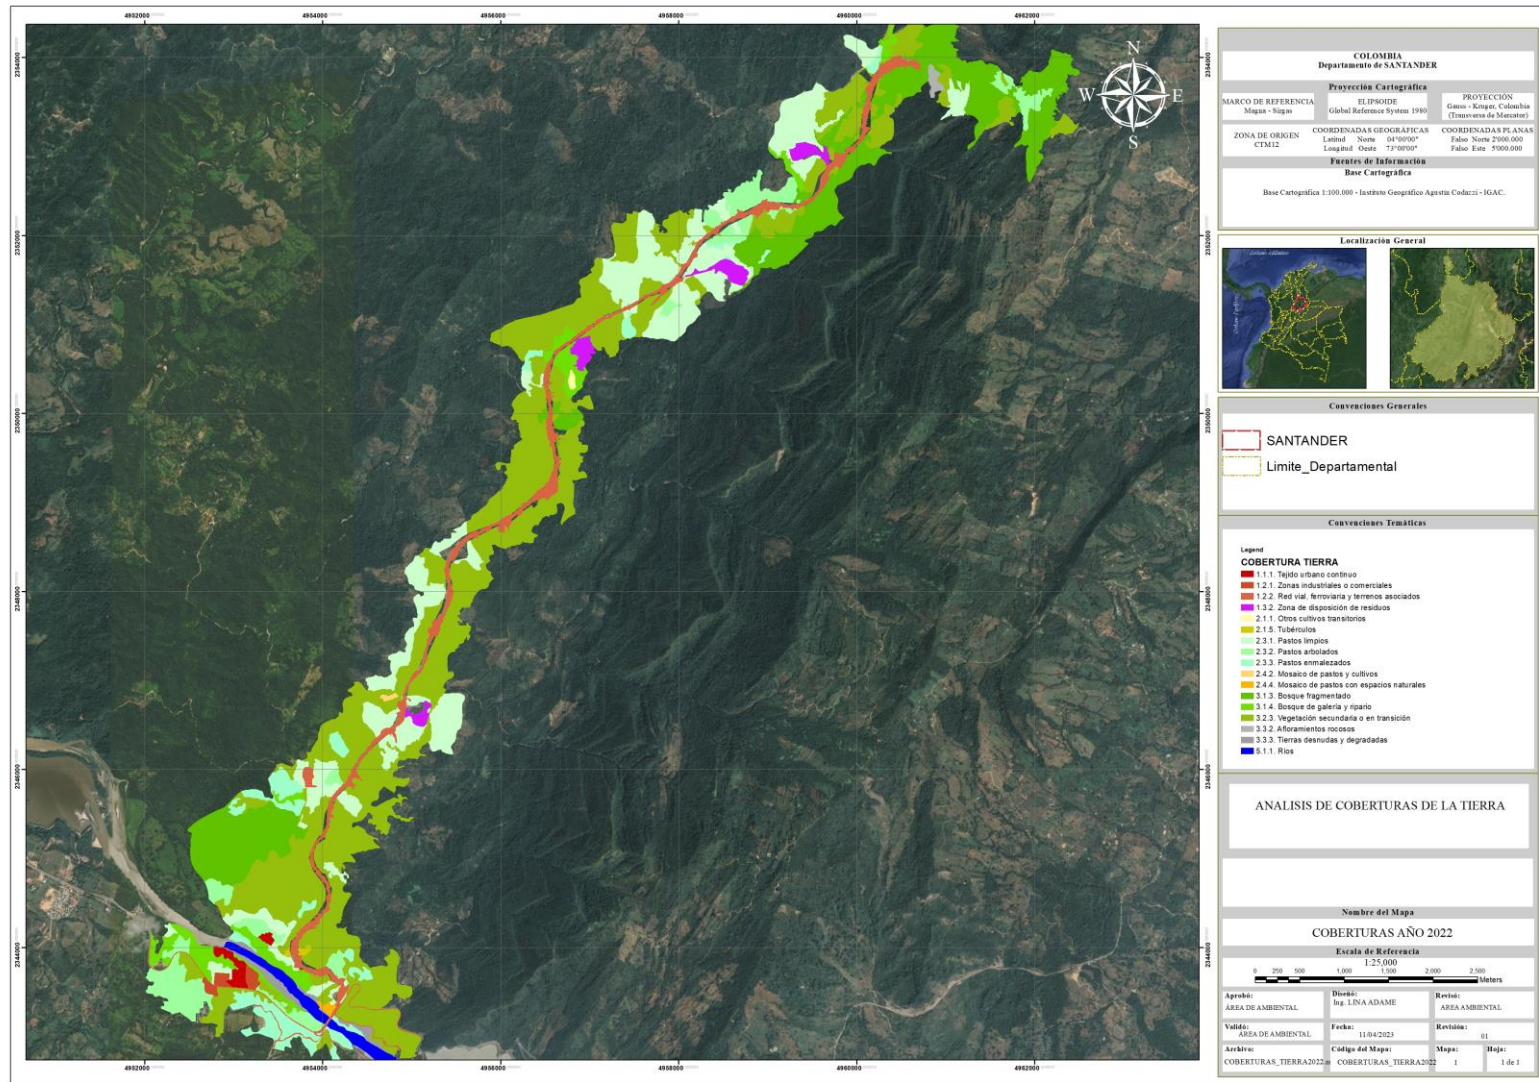 4952000 4954000 4956000 4958000 4960000 4962000
2354000
2352000
2350000
2348000
2346000
2344000
N
W E
S
2354000
2352000
2350000
2348000
2346000
2344000
4952000 4954000 4956000 4958000 4960000 4962000
COLOMBIA
Departamento de SANTANDER
Proyección Cartográfica
MARCO DE REFERENCIA
Magna - Sirgas
ELIPSOIDE
Global Reference System 1980
PROYECCIÓN
Gauss - Kruger, Colombia
(Transversa de Mercator)
ZONA DE ORIGEN
CTM12
COORDENADAS GEOGRÁFICAS
Latitud Norte 04°00'00"
Longitud Oeste 73°00'00"
COORDENADAS PLANAS
Falso Norte 2'000.000
Falso Este 5'000.000
Fuentes de Información
Base Cartográfica
Base Cartográfica 1:100.000 - Instituto Geográfico Agustín Codazzi - IGAC.
Localización General
Convenciones Generales
SANTANDER
Limite_Departamental
Convenciones Temáticas
Legend
COBERTURA TIERRA
1.1.1. Tejido urbano continuo
1.2.1. Zonas industriales o comerciales
1.2.2. Red vial, ferroviaria y terrenos asociados
1.3.2. Zona de disposición de residuos
2.1.1. Otros cultivos transitorios
2.1.5. Tubérculos
2.3.1. Pastos limpios
2.3.2. Pastos arbolados
2.3.3. Pastos enmalezados
2.4.2. Mosaico de pastos y cultivos
2.4.4. Mosaico de pastos con espacios naturales
3.1.3. Bosque fragmentado
3.1.4. Bosque de galería y ripario
3.2.3. Vegetación secundaria o en transición
3.3.2. Afloramientos rocosos
3.3.3. Tierras desnudas y degradadas
5.1.1. Ríos
ANALISIS DE COBERTURAS DE LA TIERRA
Nombre del Mapa
COBERTURAS AÑO 2022
Escala de Referencia
1:25,000
0 250 500 1,000 1,500 2,000 2,500
Meters
Aprobó:
ÁREA DE AMBIENTAL
Diseñó:
Ing. LINA ADAME
Revisó:
AREA AMBIENTAL
Validó:
ÁREA DE AMBIENTAL
Fecha:
11/04/2023
Revisión:
01
Archivo:
COBERTURAS_TIERRA2022
Código del Mapa:
COBERTURAS_TIERRA2022
Mapa:
1
Hoja:
1 de 1